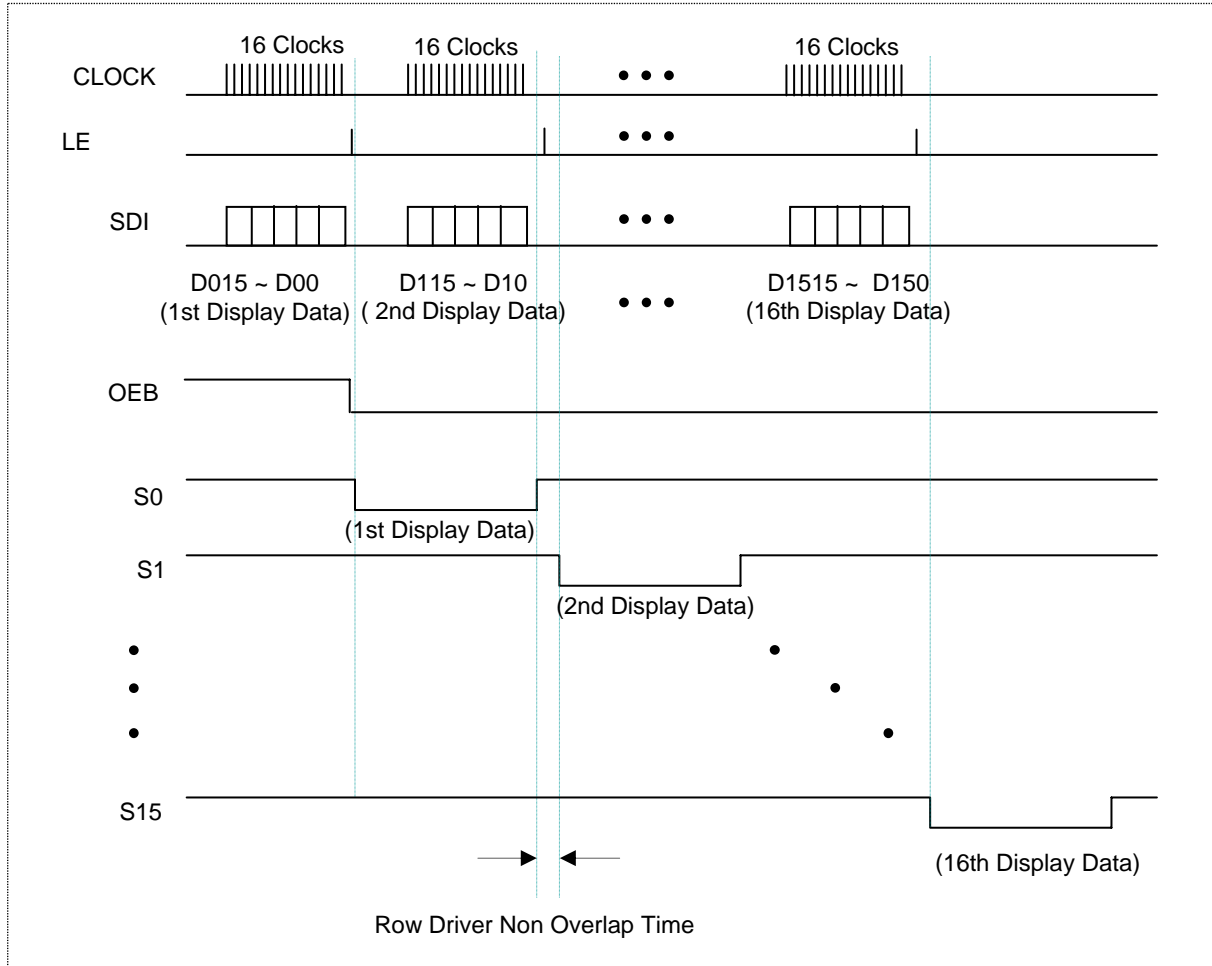 16 Clocks 16 Clocks 16 Clocks
CLOCK
LE
SDI
D015 ~ D00 D115 ~ D10 D1515 ~ D150
(1st Display Data) ( 2nd Display Data) (16th Display Data)
OEB
S0
(1st Display Data)
S1
(2nd Display Data)
S15
(16th Display Data)
Row Driver Non Overlap Time